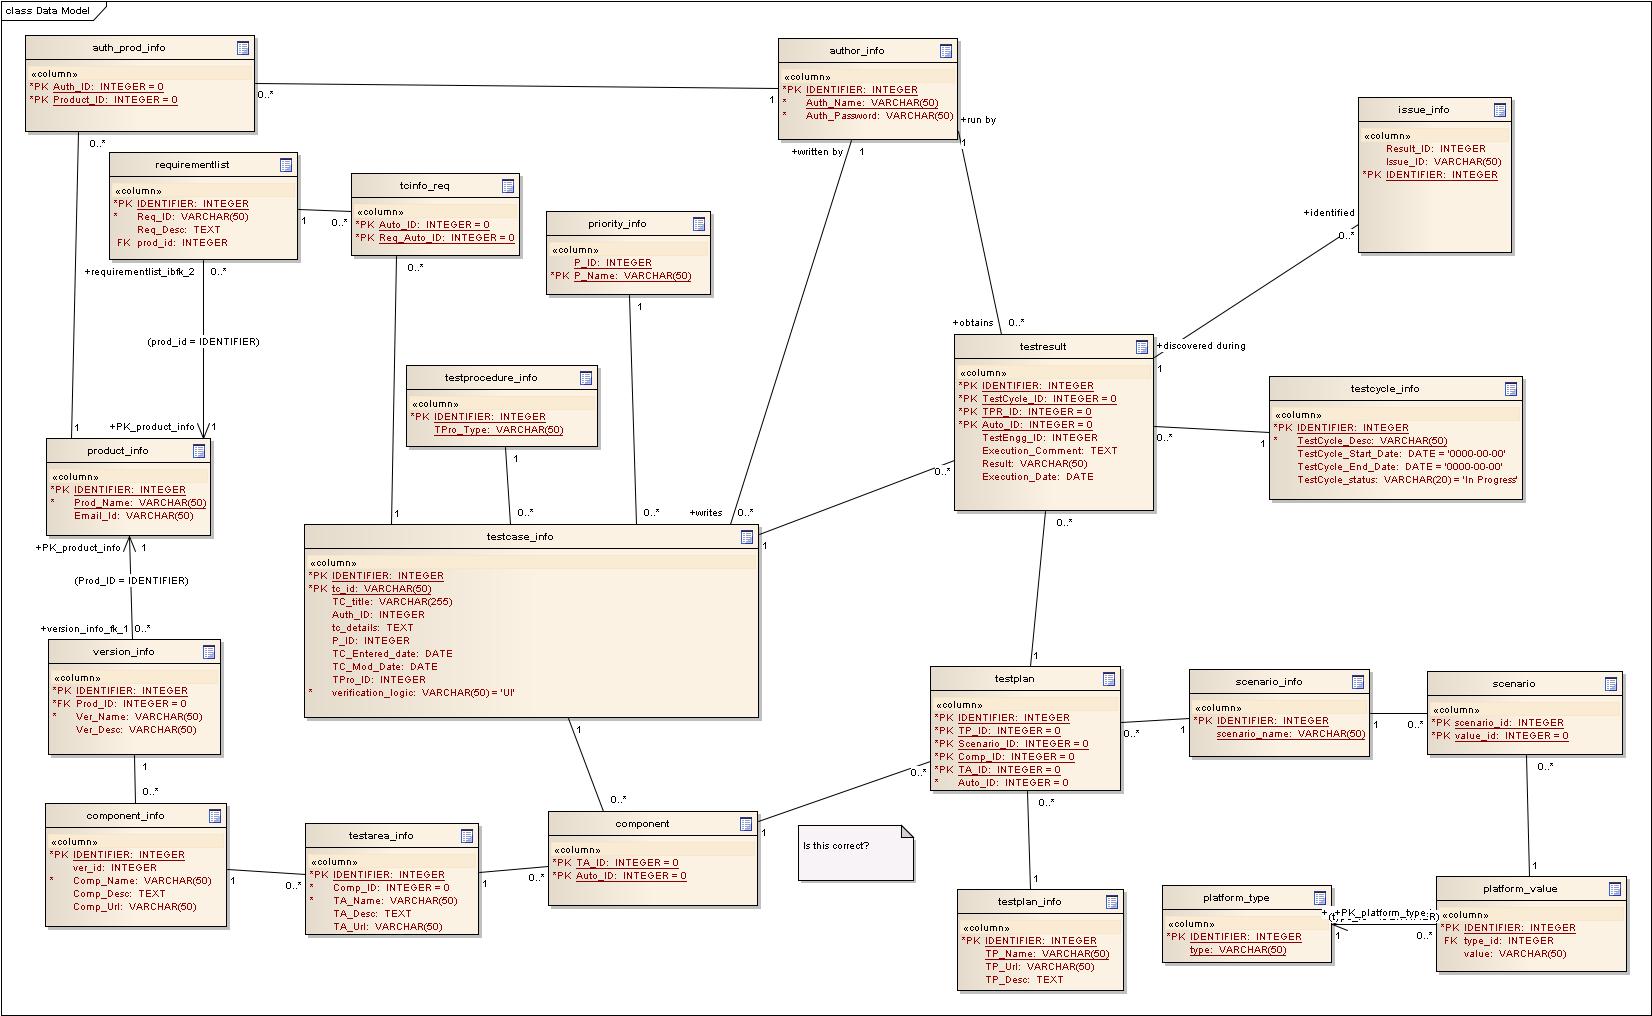 class Data Model
auth_prod_info
«column»
*PK Auth_ID: INTEGER = 0
*PK Product_ID: INTEGER = 0
0..*
0..*
1
author_info
«column»
*PK IDENTIFIER: INTEGER
* Auth_Name: VARCHAR(50)
* Auth_Password: VARCHAR(50)
+written by 1
+run by
1
issue_info
«column»
Result_ID: INTEGER
Issue_ID: VARCHAR(50)
*PK IDENTIFIER: INTEGER
+identified
0..*
requirementlist
«column»
*PK IDENTIFIER: INTEGER
* Req_ID: VARCHAR(50)
Req_Desc: TEXT
FK prod_id: INTEGER
1
0..*
+requirementlist_ibfk_2 0..*
(prod_id = IDENTIFIER)
+PK_product_info 1
1
tcinfo_req
«column»
*PK Auto_ID: INTEGER = 0
*PK Req_Auto_ID: INTEGER = 0
0..*
1
priority_info
«column»
P_ID: INTEGER
*PK P_Name: VARCHAR(50)
1
0..*
testprocedure_info
«column»
*PK IDENTIFIER: INTEGER
TPro_Type: VARCHAR(50)
1
0..*
+writes 0..*
+obtains 0..*
testresult
«column»
*PK IDENTIFIER: INTEGER
*PK TestCycle_ID: INTEGER = 0
*PK TPR_ID: INTEGER = 0
*PK Auto_ID: INTEGER = 0
TestEngg_ID: INTEGER
Execution_Comment: TEXT
Result: VARCHAR(50)
Execution_Date: DATE
+discovered during
1
0..*
1
0..*
1
0..*
1
testcycle_info
«column»
*PK IDENTIFIER: INTEGER
* TestCycle_Desc: VARCHAR(50)
TestCycle_Start_Date: DATE = '0000-00-00'
TestCycle_End_Date: DATE = '0000-00-00'
TestCycle_status: VARCHAR(20) = 'In Progress'
product_info
«column»
*PK IDENTIFIER: INTEGER
* Prod_Name: VARCHAR(50)
Email_Id: VARCHAR(50)
+PK_product_info 1
(Prod_ID = IDENTIFIER)
+version_info_fk_1 0..*
testcase_info
«column»
*PK IDENTIFIER: INTEGER
*PK tc_id: VARCHAR(50)
TC_title: VARCHAR(255)
Auth_ID: INTEGER
tc_details: TEXT
P_ID: INTEGER
TC_Entered_date: DATE
TC_Mod_Date: DATE
TPro_ID: INTEGER
* verification_logic: VARCHAR(50) = 'UI'
1
0..*
version_info
«column»
*PK IDENTIFIER: INTEGER
*FK Prod_ID: INTEGER = 0
* Ver_Name: VARCHAR(50)
Ver_Desc: VARCHAR(50)
1
0..*
testplan
«column»
*PK IDENTIFIER: INTEGER
*PK TP_ID: INTEGER = 0
*PK Scenario_ID: INTEGER = 0
*PK Comp_ID: INTEGER = 0
*PK TA_ID: INTEGER = 0
* Auto_ID: INTEGER = 0
0..*
1
0..*
1
0..*
1
scenario_info
«column»
*PK IDENTIFIER: INTEGER
scenario_name: VARCHAR(50)
1
0..*
scenario
«column»
*PK scenario_id: INTEGER
*PK value_id: INTEGER = 0
0..*
1
component_info
«column»
*PK IDENTIFIER: INTEGER
ver_id: INTEGER
* Comp_Name: VARCHAR(50)
Comp_Desc: TEXT
Comp_Url: VARCHAR(50)
1
0..*
testarea_info
«column»
*PK IDENTIFIER: INTEGER
* Comp_ID: INTEGER = 0
* TA_Name: VARCHAR(50)
TA_Desc: TEXT
TA_Url: VARCHAR(50)
1
0..*
component
«column»
*PK TA_ID: INTEGER = 0
*PK Auto_ID: INTEGER = 0
Is this correct?
testplan_info
«column»
*PK IDENTIFIER: INTEGER
TP_Name: VARCHAR(50)
TP_Url: VARCHAR(50)
TP_Desc: TEXT
platform_type
«column»
*PK IDENTIFIER: INTEGER
type: VARCHAR(50)
+PK_platform_type
1
0..*
platform_value
«column»
*PK IDENTIFIER: INTEGER
FK type_id: INTEGER
value: VARCHAR(50)